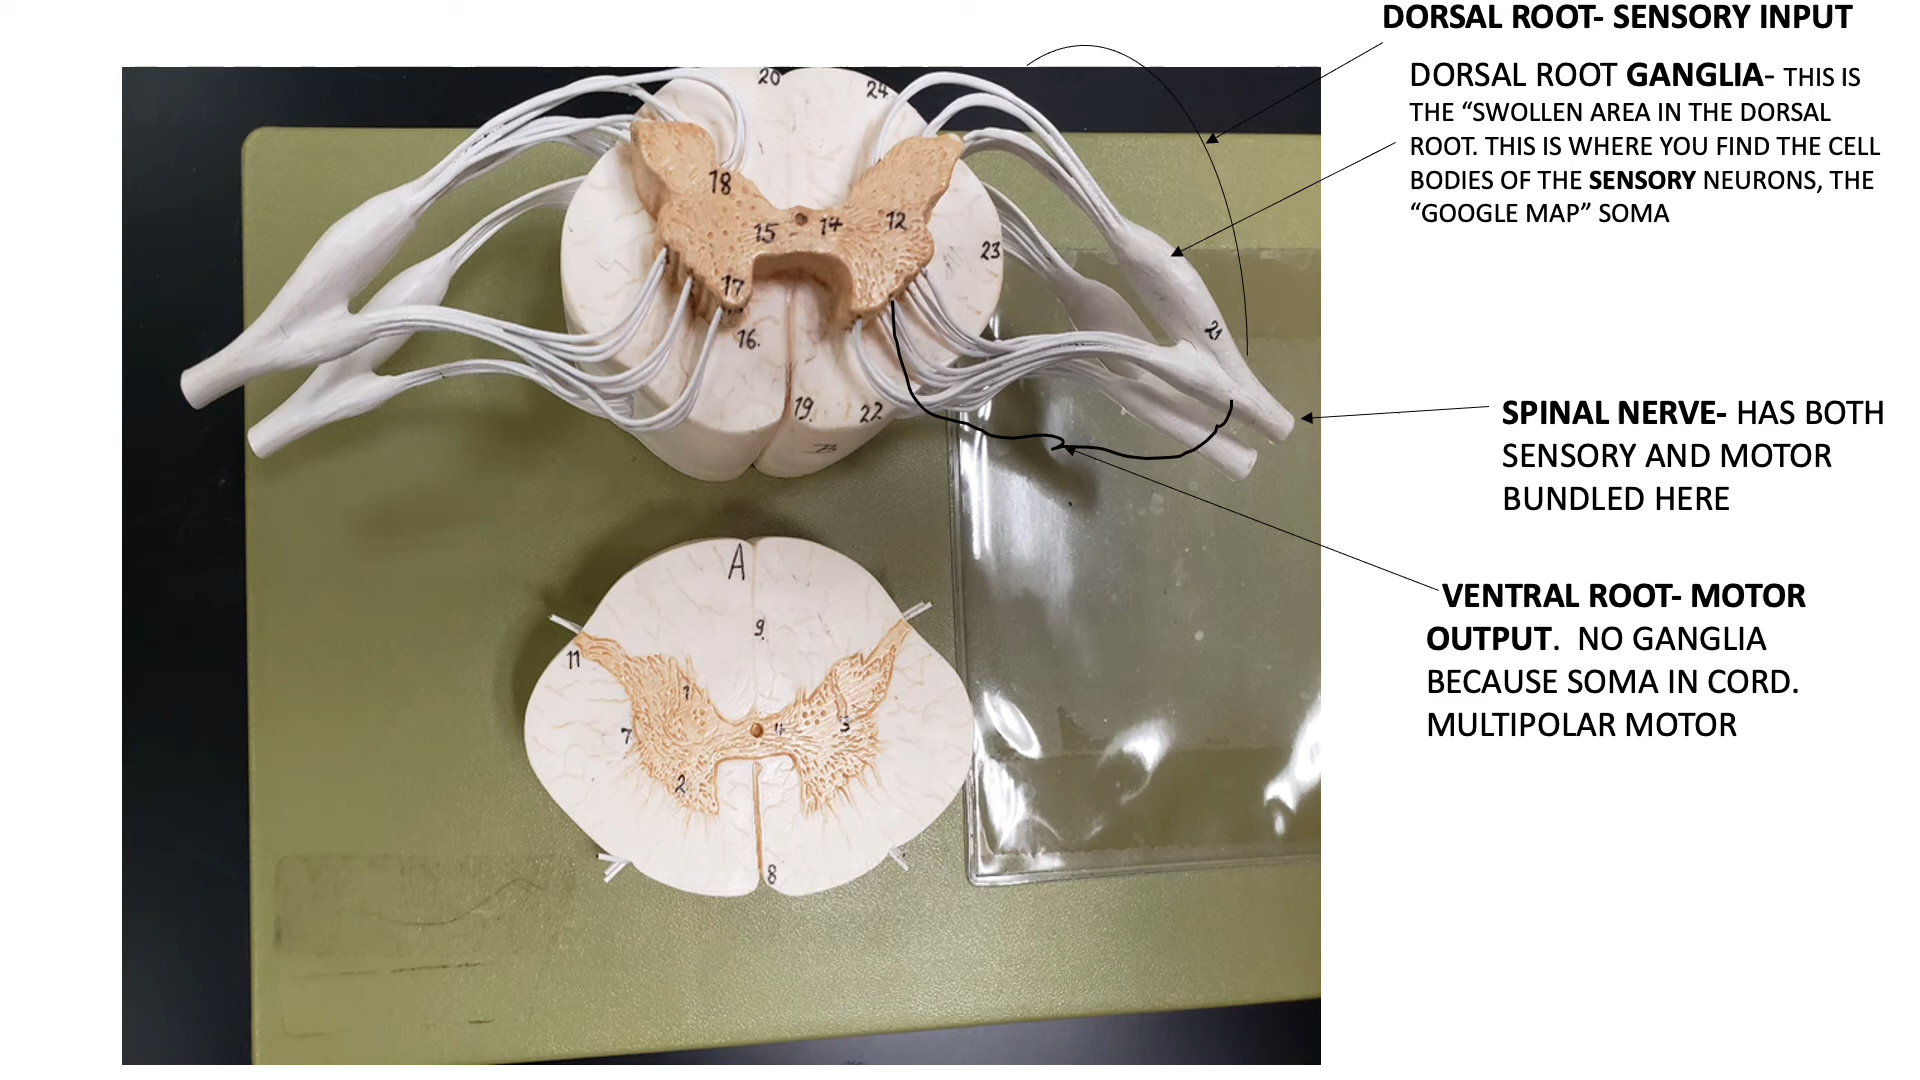 DORSAL ROOT- SENSORY INPUT
DORSAL ROOT GANGLIA- THIS IS
THE “SWOLLEN AREA IN THE DORSAL
ROOT. THIS IS WHERE YOU FIND THE CELL
BODIES OF THE SENSORY NEURONS, THE
“GOOGLE MAP” SOMA
SPINAL NERVE- HAS BOTH
SENSORY AND MOTOR
BUNDLED HERE
VENTRAL ROOT- MOTOR
OUTPUT.  NO GANGLIA
BECAUSE SOMA IN CORD.
MULTIPOLAR MOTOR
20
24
18
15
14
12
23
17
16.
21
19.
22
B
A
9.
11
1
7
4
3
2
8